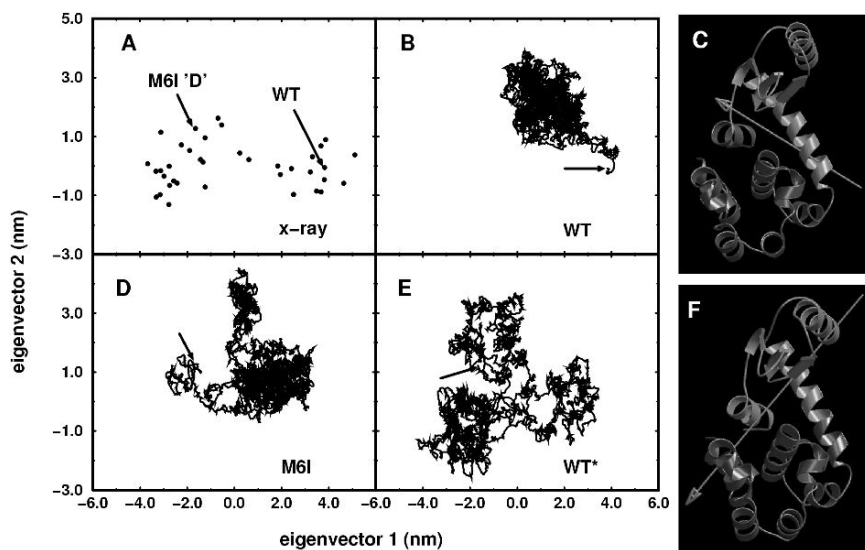 A
B
C
M6I 'D'
WT
x-ray
WT
5.0
3.0
1.0
-1.0
-3.0
D
E
F
M6I
WT*
3.0
1.0
-1.0
-3.0
-6.0 -4.0 -2.0 0.0 2.0 4.0 -6.0 -4.0 -2.0 0.0 2.0 4.0 6.0
eigenvector 1 (nm)
eigenvector 2 (nm)